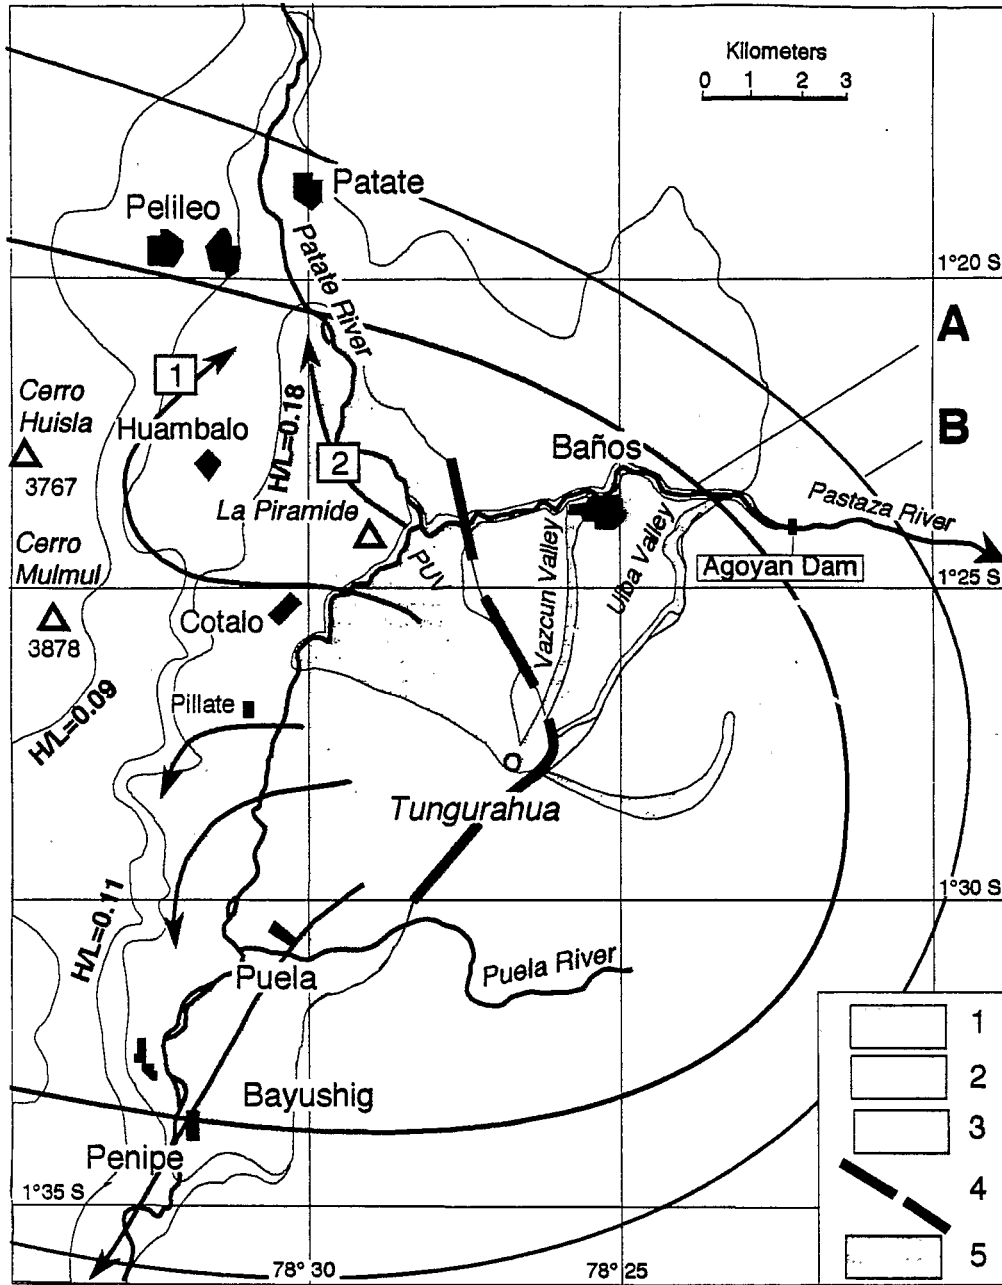 Kilometers
0 1 2 3
Patate
Pelileo
Patate River
1°20 S
A
1
Cerro
Huisla
3767
Huambalo
H/L=0.18
2
B
Baños
La Piramide
Pastaza River
Cerro
Mulmul
3878
PUV
Vazcun Valley
Ulba Valley
Agoyan Dam
1°25 S
Cotalo
Pillate
H/L=0.09
Tungurahua
H/L=0.11
1°30 S
Puela
Puela River
Bayushig
Penipe
1°35 S
78° 30
78°25
1
2
3
4
5